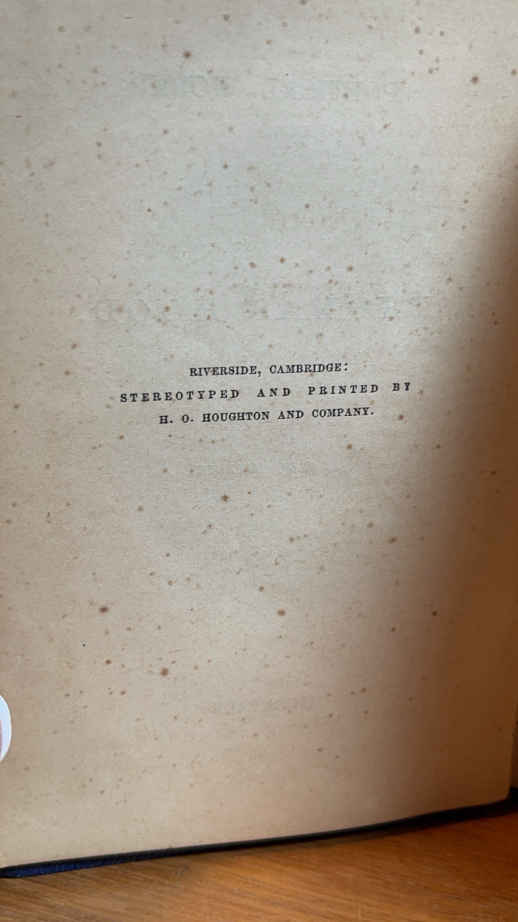 RIVERSIDE, CAMBRIDGE:
STEREOTYPED AND PRINTED BY
H. O. HOUGHTON AND COMPANY.